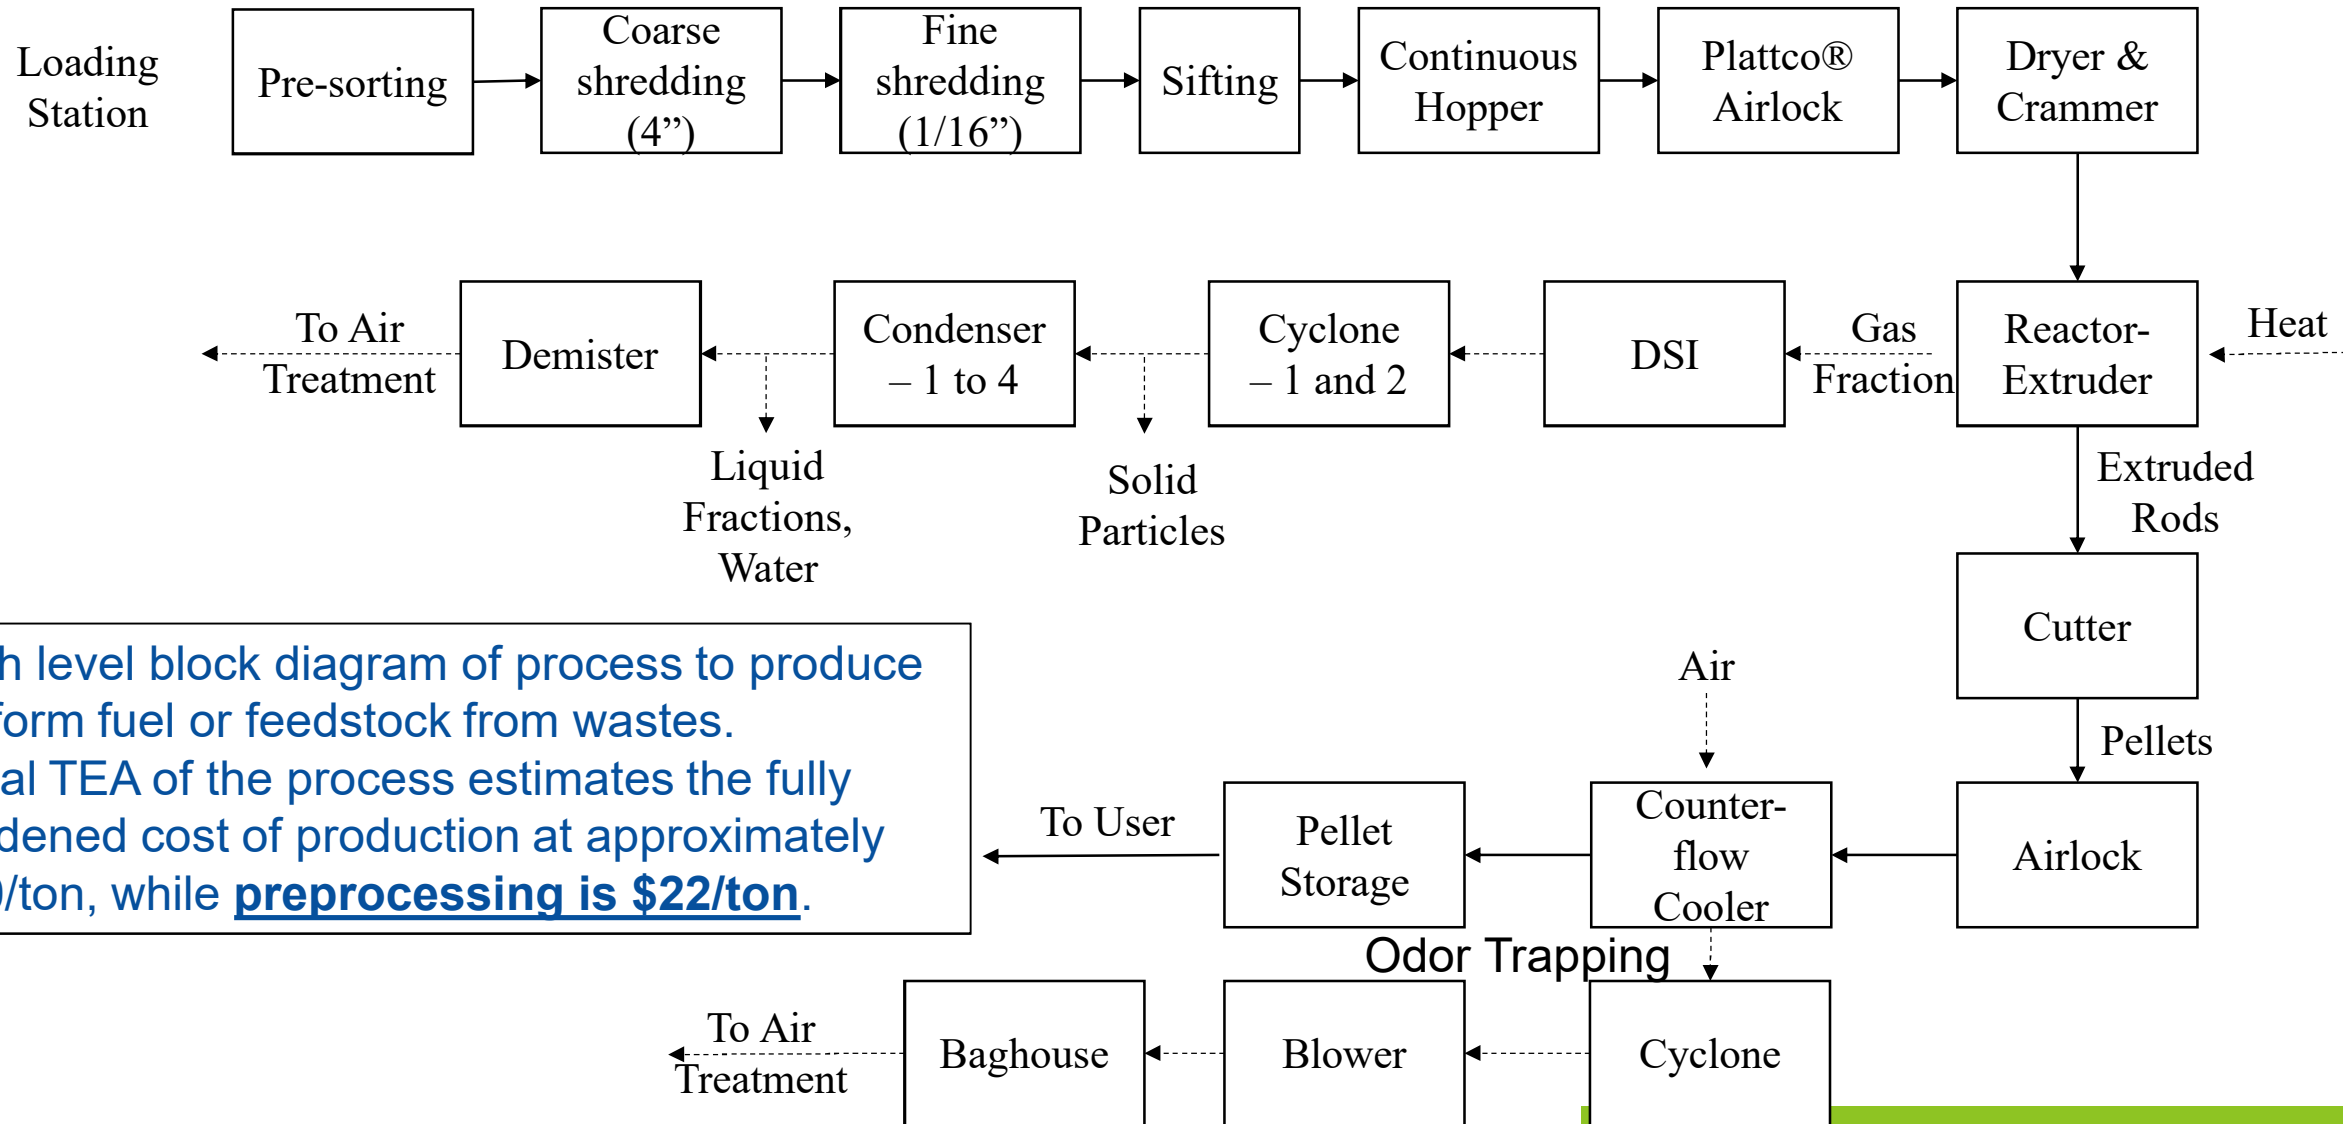 Loading
Station
Pre-sorting
Coarse
shredding
(4”)
Fine
shredding
(1/16”)
Sifting
Continuous
Hopper
Plattco®
Airlock
Dryer &
Crammer
To Air
Treatment
Demister
Condenser
– 1 to 4
Cyclone
– 1 and 2
DSI
Gas
Fraction
Reactor-
Extruder
Heat
Liquid
Fractions,
Water
Solid
Particles
Extruded
Rods
Cutter
Pellets
level block diagram of process to produce
fuel or feedstock from wastes.
TEA of the process estimates the fully
cost of production at approximately
/ton, while preprocessing is $22/ton.
Air
To User
Pellet
Storage
Counter-
flow
Cooler
Airlock
Odor Trapping
To Air
Treatment
Baghouse
Blower
Cyclone